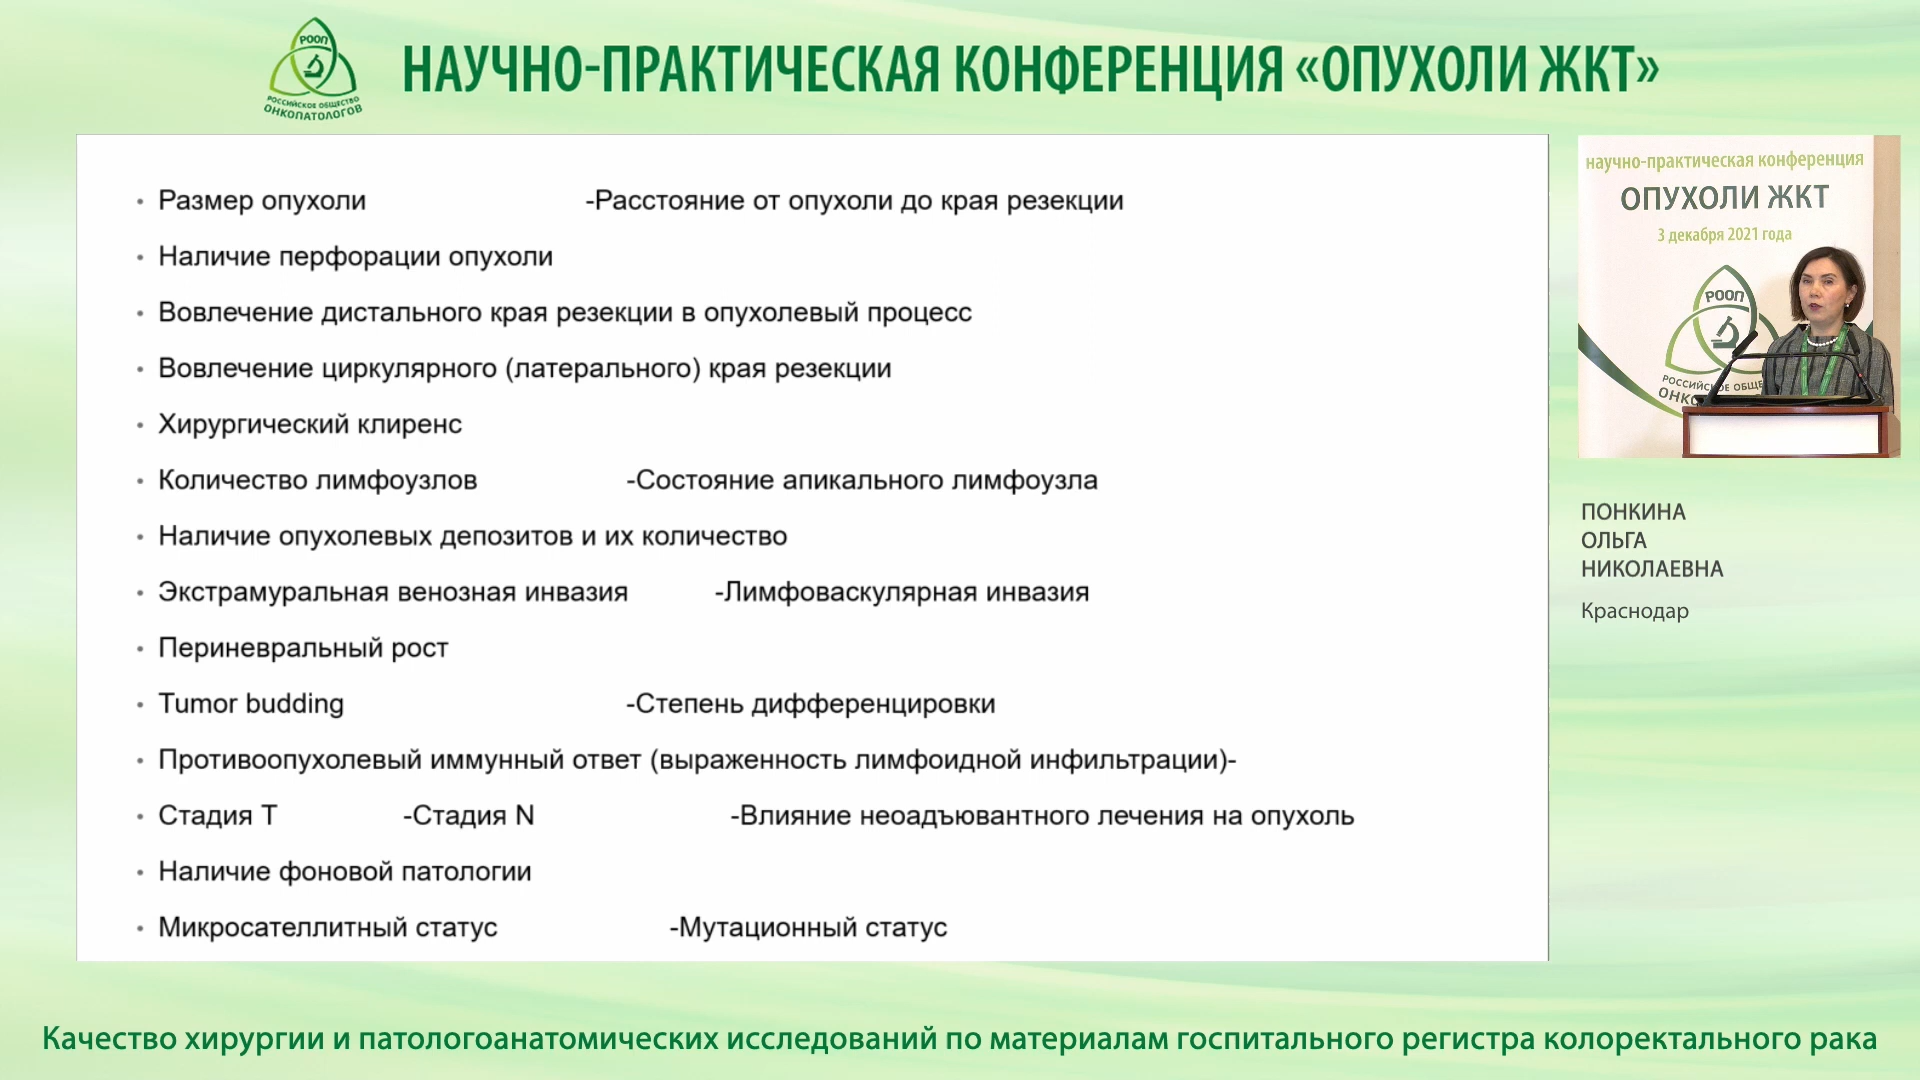 РООП
РОССИЙСКОЕ ОБЩЕСТВО
ОНКОПАТОЛОГОВ
НАУЧНО-ПРАКТИЧЕСКАЯ КОНФЕРЕНЦИЯ «ОПУХОЛИ ЖКТ»
• Размер опухоли -Расстояние от опухоли до края резекции
• Наличие перфорации опухоли
• Вовлечение дистального края резекции в опухолевый процесс
• Вовлечение циркулярного (латерального) края резекции
• Хирургический клиренс
• Количество лимфоузлов -Состояние апикального лимфоузла
• Наличие опухолевых депозитов и их количество
• Экстрамуральная венозная инвазия -Лимфоваскулярная инвазия
• Периневральный рост
• Tumor budding -Степень дифференцировки
• Противоопухолевый иммунный ответ (выраженность лимфоидной инфильтрации)-
• Стадия Т -Стадия N -Влияние неоадъювантного лечения на опухоль
• Наличие фоновой патологии
• Микросателлитный статус -Мутационный статус
научно-практическая конференция
ОПУХОЛИ ЖКТ
3 декабря 2021 года
РООП
ПОНКИНА
ОЛЬГА
НИКОЛАЕВНА
Краснодар
Качество хирургии и патологоанатомических исследований по материалам госпитального регистра колоректального рака